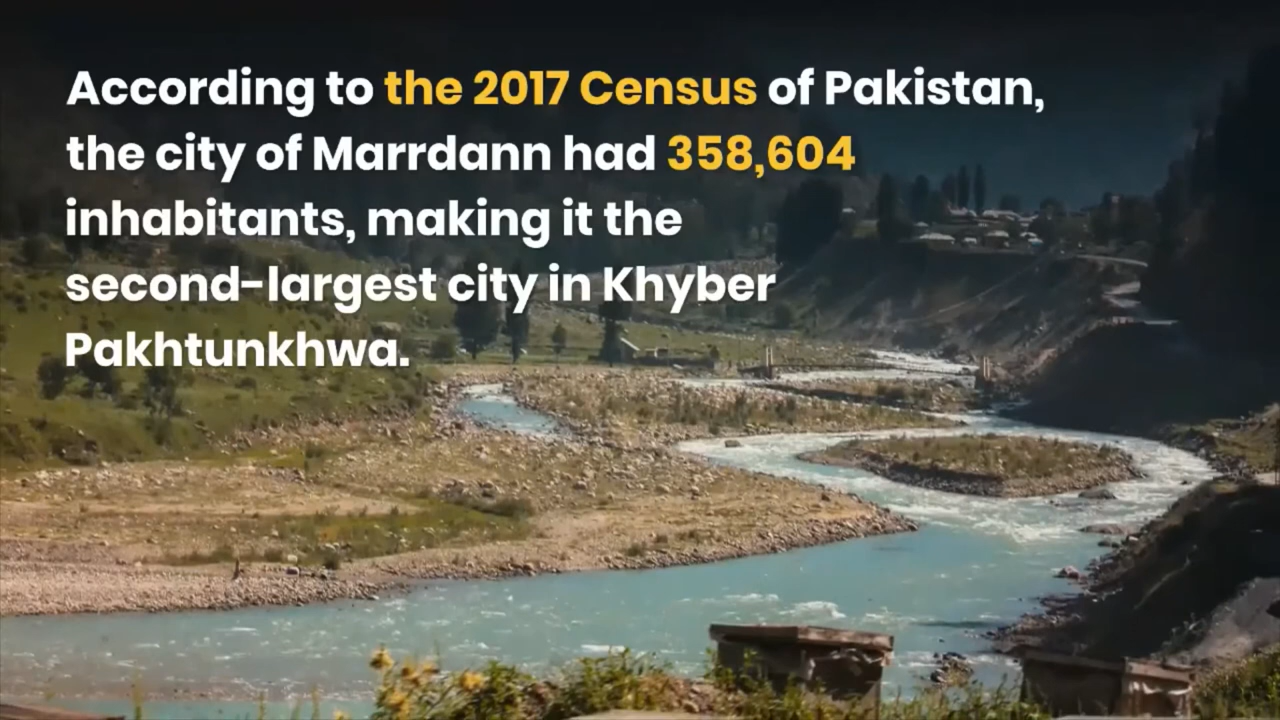 According to the 2017 Census of Pakistan,
the city of Marrdann had 358,604
inhabitants, making it the
second-largest city in Khyber
Pakhtunkhwa.